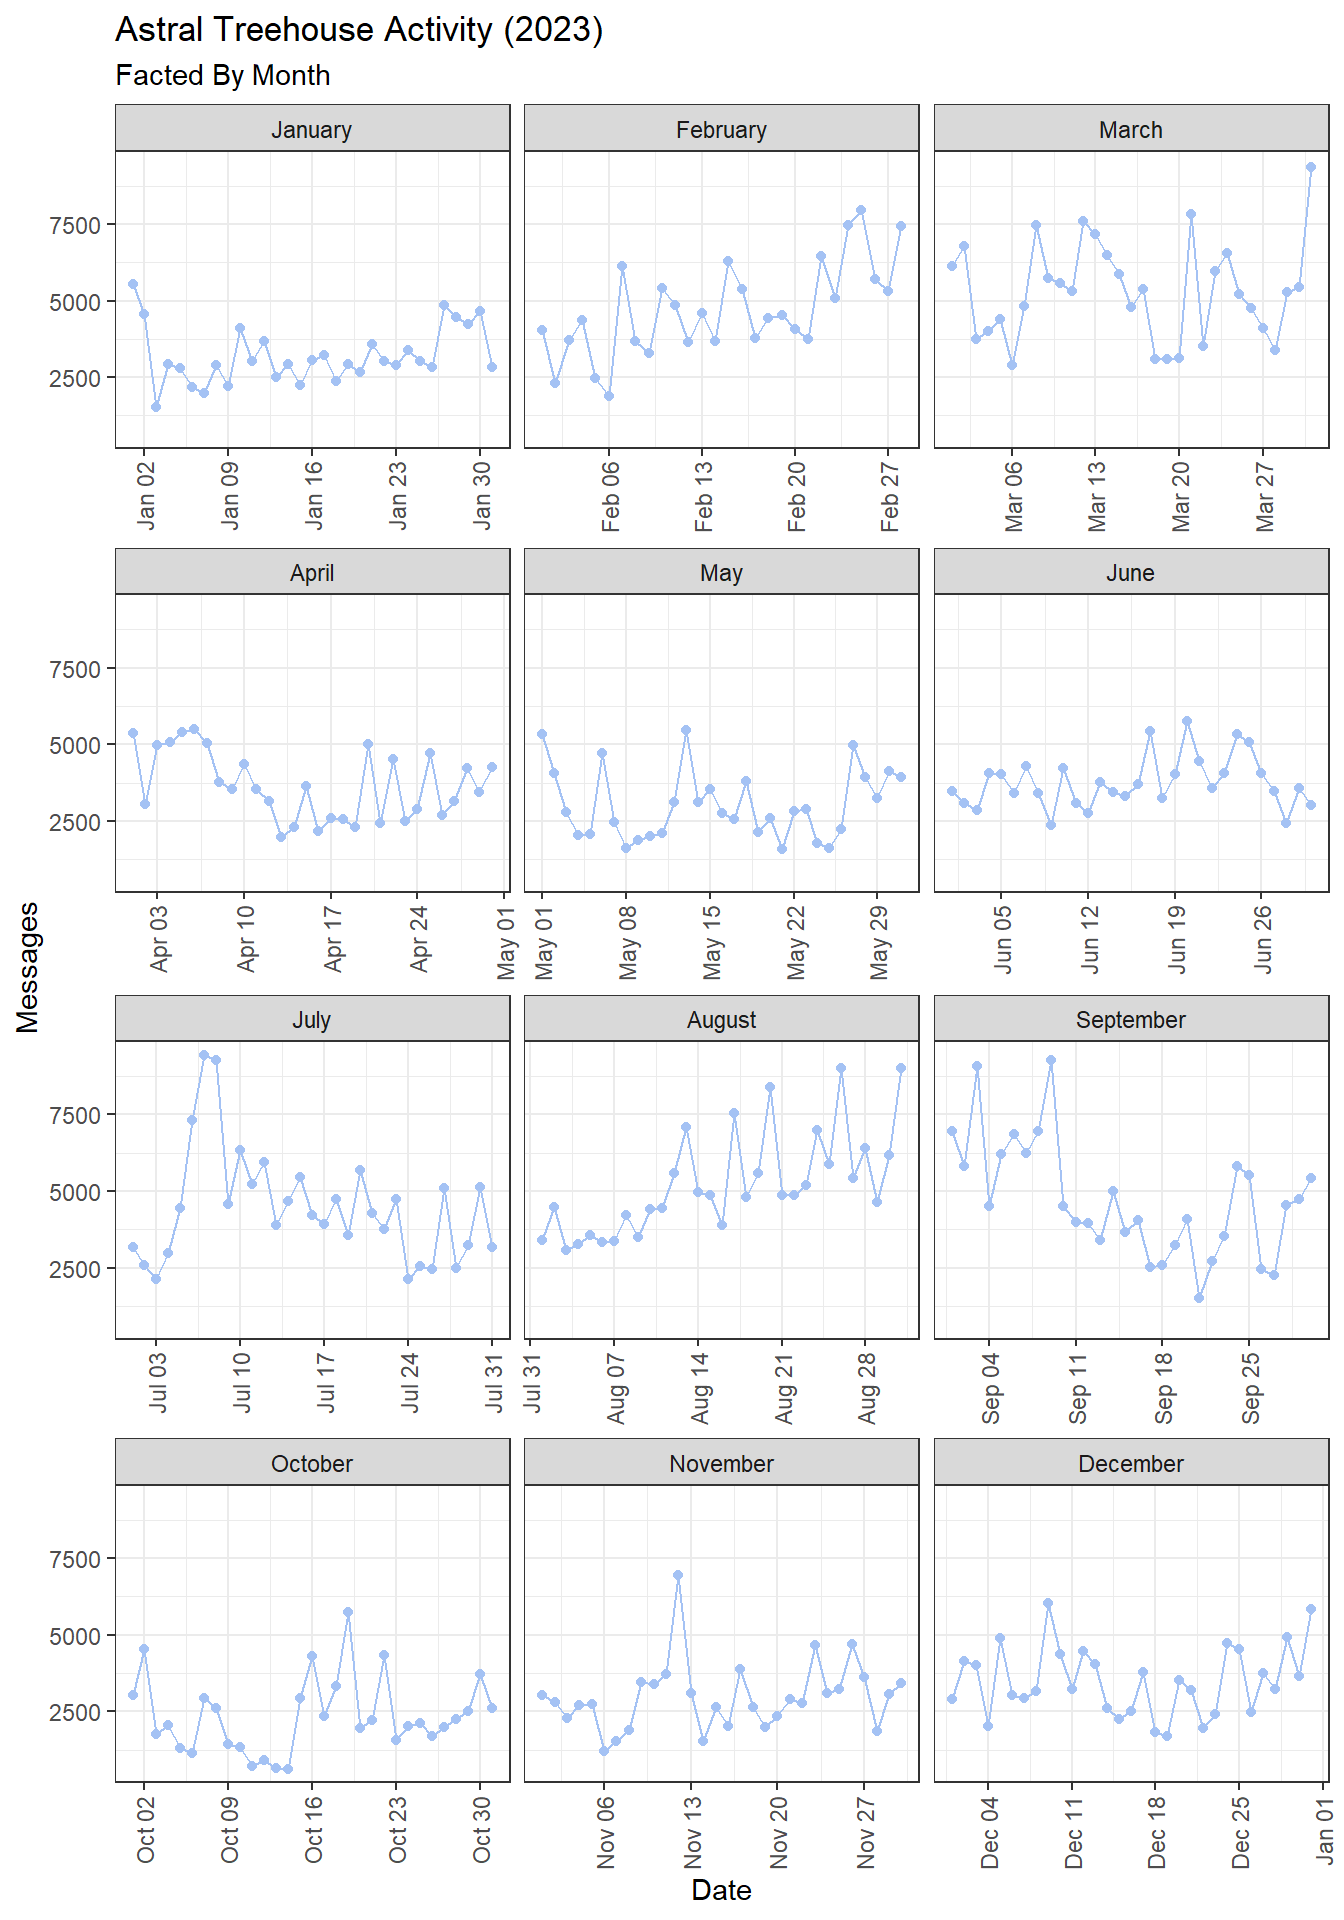 Astral Treehouse Activity (2023)
Facted By Month
January
February
March
7500
5000
2500
Jan 02
Jan 09
Jan 16
Jan 23
Jan 30
Feb 06
Feb 13
Feb 20
Feb 27
Mar 06
Mar 13
Mar 20
Mar 27
April
May
June
7500
5000
2500
Apr 03
Apr 10
Apr 17
Apr 24
May 01
May 01
May 08
May 15
May 22
May 29
Jun 05
Jun 12
Jun 19
Jun 26
Messages
July
August
September
7500
5000
2500
Jul 03
Jul 10
Jul 17
Jul 24
Jul 31
Jul 31
Aug 07
Aug 14
Aug 21
Aug 28
Sep 04
Sep 11
Sep 18
Sep 25
October
November
December
7500
5000
2500
Oct 02
Oct 09
Oct 16
Oct 23
Oct 30
Nov 06
Nov 13
Nov 20
Nov 27
Dec 04
Dec 11
Dec 18
Dec 25
Jan 01
Date